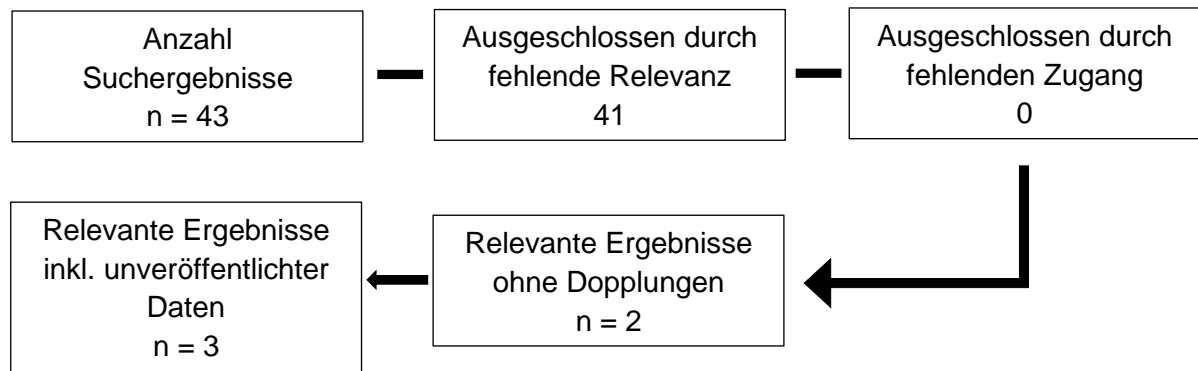 Anzahl
Suchergebnisse
n = 43
Ausgeschlossen durch
fehlende Relevanz
41
Ausgeschlossen durch
fehlenden Zugang
0
Relevante Ergebnisse
ohne Dopplungen
n = 2
Relevante Ergebnisse
inkl. unveröffentlichter
Daten
n = 3